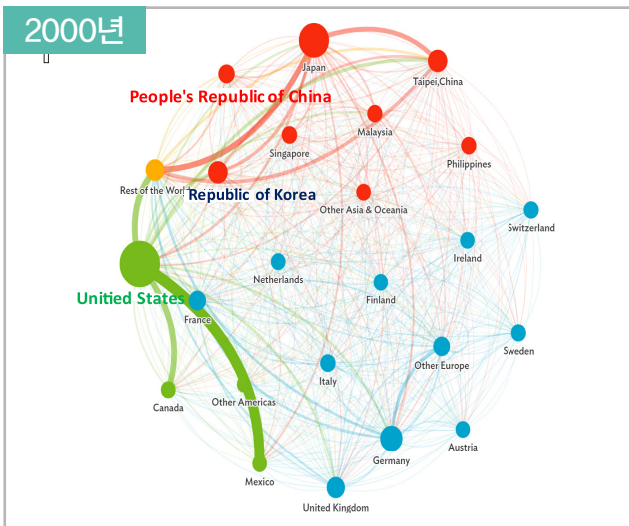 2000년
Japan
Taipei,China
People's Republic of China
Malaysia
Singapore
Philippines
Rest of the World
Republic of Korea
Other Asia & Oceania
Switzerland
Ireland
Netherlands
Finland
Unitied States
France
Sweden
Other Europe
Italy
Canada
Other Americas
Austria
Germany
Mexico
United Kingdom